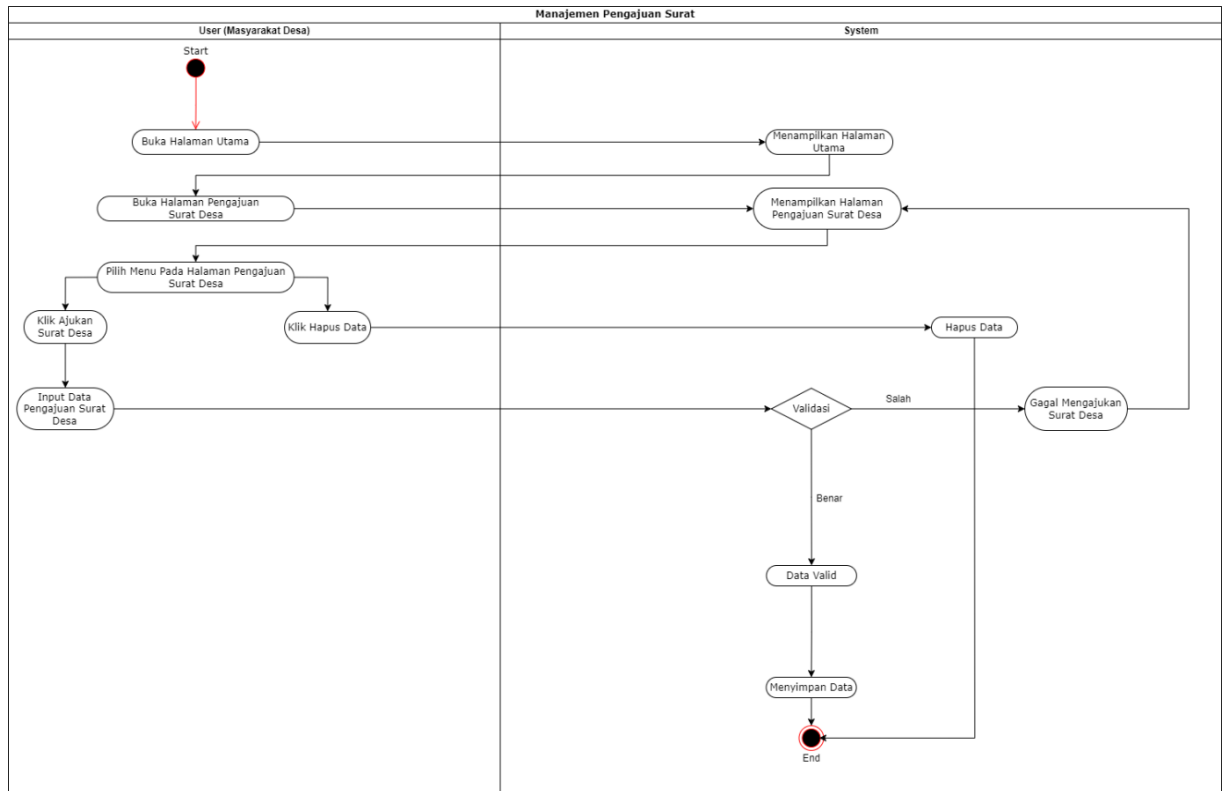 Manajemen Pengajuan Surat
User (Masyarakat Desa)
System
Start
Buka Halaman Utama
Menampilkan Halaman
Utama
Buka Halaman Pengajuan
Surat Desa
Menampilkan Halaman
Pengajuan Surat Desa
Pilih Menu Pada Halaman Pengajuan
Surat Desa
Klik Ajukan
Surat Desa
Klik Hapus Data
Hapus Data
Input Data
Pengajuan Surat
Desa
Validasi
Salah
Gagal Mengajukan
Surat Desa
Benar
Data Valid
Menyimpan Data
End